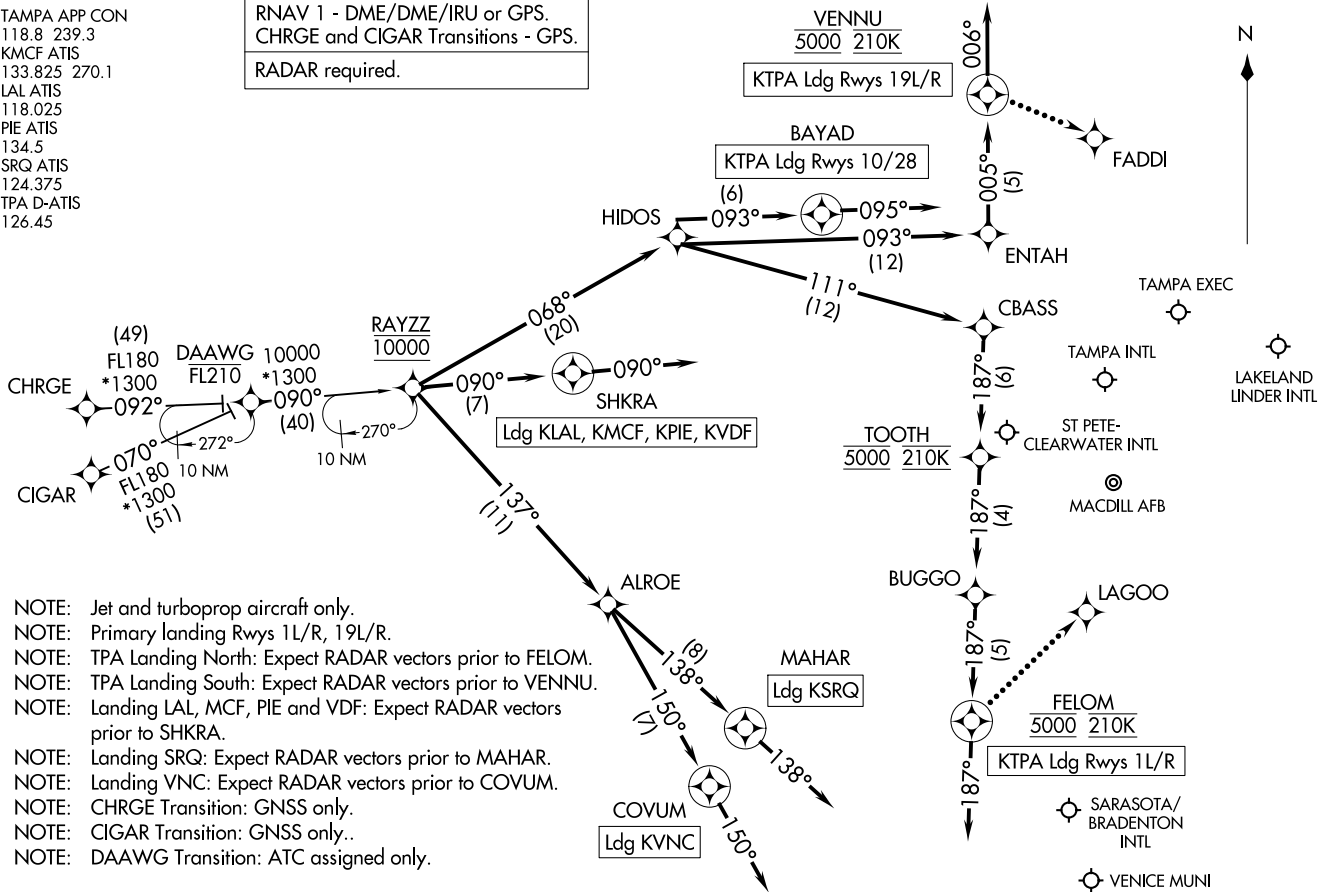 TAMPA APP CON
118.8 239.3
KMCF ATIS
133.825 270.1
LAL ATIS
118.025
PIE ATIS
134.5
SRQ ATIS
124.375
TPA D-ATIS
126.45
RNAV 1 - DME/DME/IRU or GPS.
CHRGE and CIGAR Transitions - GPS.
RADAR required.
VENNU
5000 210K
KTPA Ldg Rwys 19L/R
006°
N
FADDI
BAYAD
KTPA Ldg Rwys 10/28
005°
(5)
HIDOS
(6)
093°
095°
093°
(12)
ENTAH
111°
(12)
CBASS
TAMPA EXEC
TAMPA INTL
LAKELAND
LINDER INTL
068°
(20)
RAYZZ
10000
(49)
FL180
*1300
092°
CHRGE
DAAWG
FL210
10000
*1300
090°
(40)
272°
10 NM
270°
10 NM
CIGAR
070°
FL180
*1300
(51)
090°
(7)
090°
SHKRA
Ldg KLAL, KMCF, KPIE, KVDF
187°
(6)
TOOTH
5000 210K
ST PETE-
CLEARWATER INTL
MACDILL AFB
187°
(4)
137°
(11)
ALROE
BUGGO
LAGOO
187°
(5)
138°
(8)
MAHAR
Ldg KSRQ
138°
150°
(7)
COVUM
Ldg KVNC
150°
FELOM
5000 210K
KTPA Ldg Rwys 1L/R
187°
SARASOTA/
BRADENTON
INTL
VENICE MUNI
NOTE: Jet and turboprop aircraft only.
NOTE: Primary landing Rwys 1L/R, 19L/R.
NOTE: TPA Landing North: Expect RADAR vectors prior to FELOM.
NOTE: TPA Landing South: Expect RADAR vectors prior to VENNU.
NOTE: Landing LAL, MCF, PIE and VDF: Expect RADAR vectors
prior to SHKRA.
NOTE: Landing SRQ: Expect RADAR vectors prior to MAHAR.
NOTE: Landing VNC: Expect RADAR vectors prior to COVUM.
NOTE: CHRGE Transition: GNSS only.
NOTE: CIGAR Transition: GNSS only..
NOTE: DAAWG Transition: ATC assigned only.